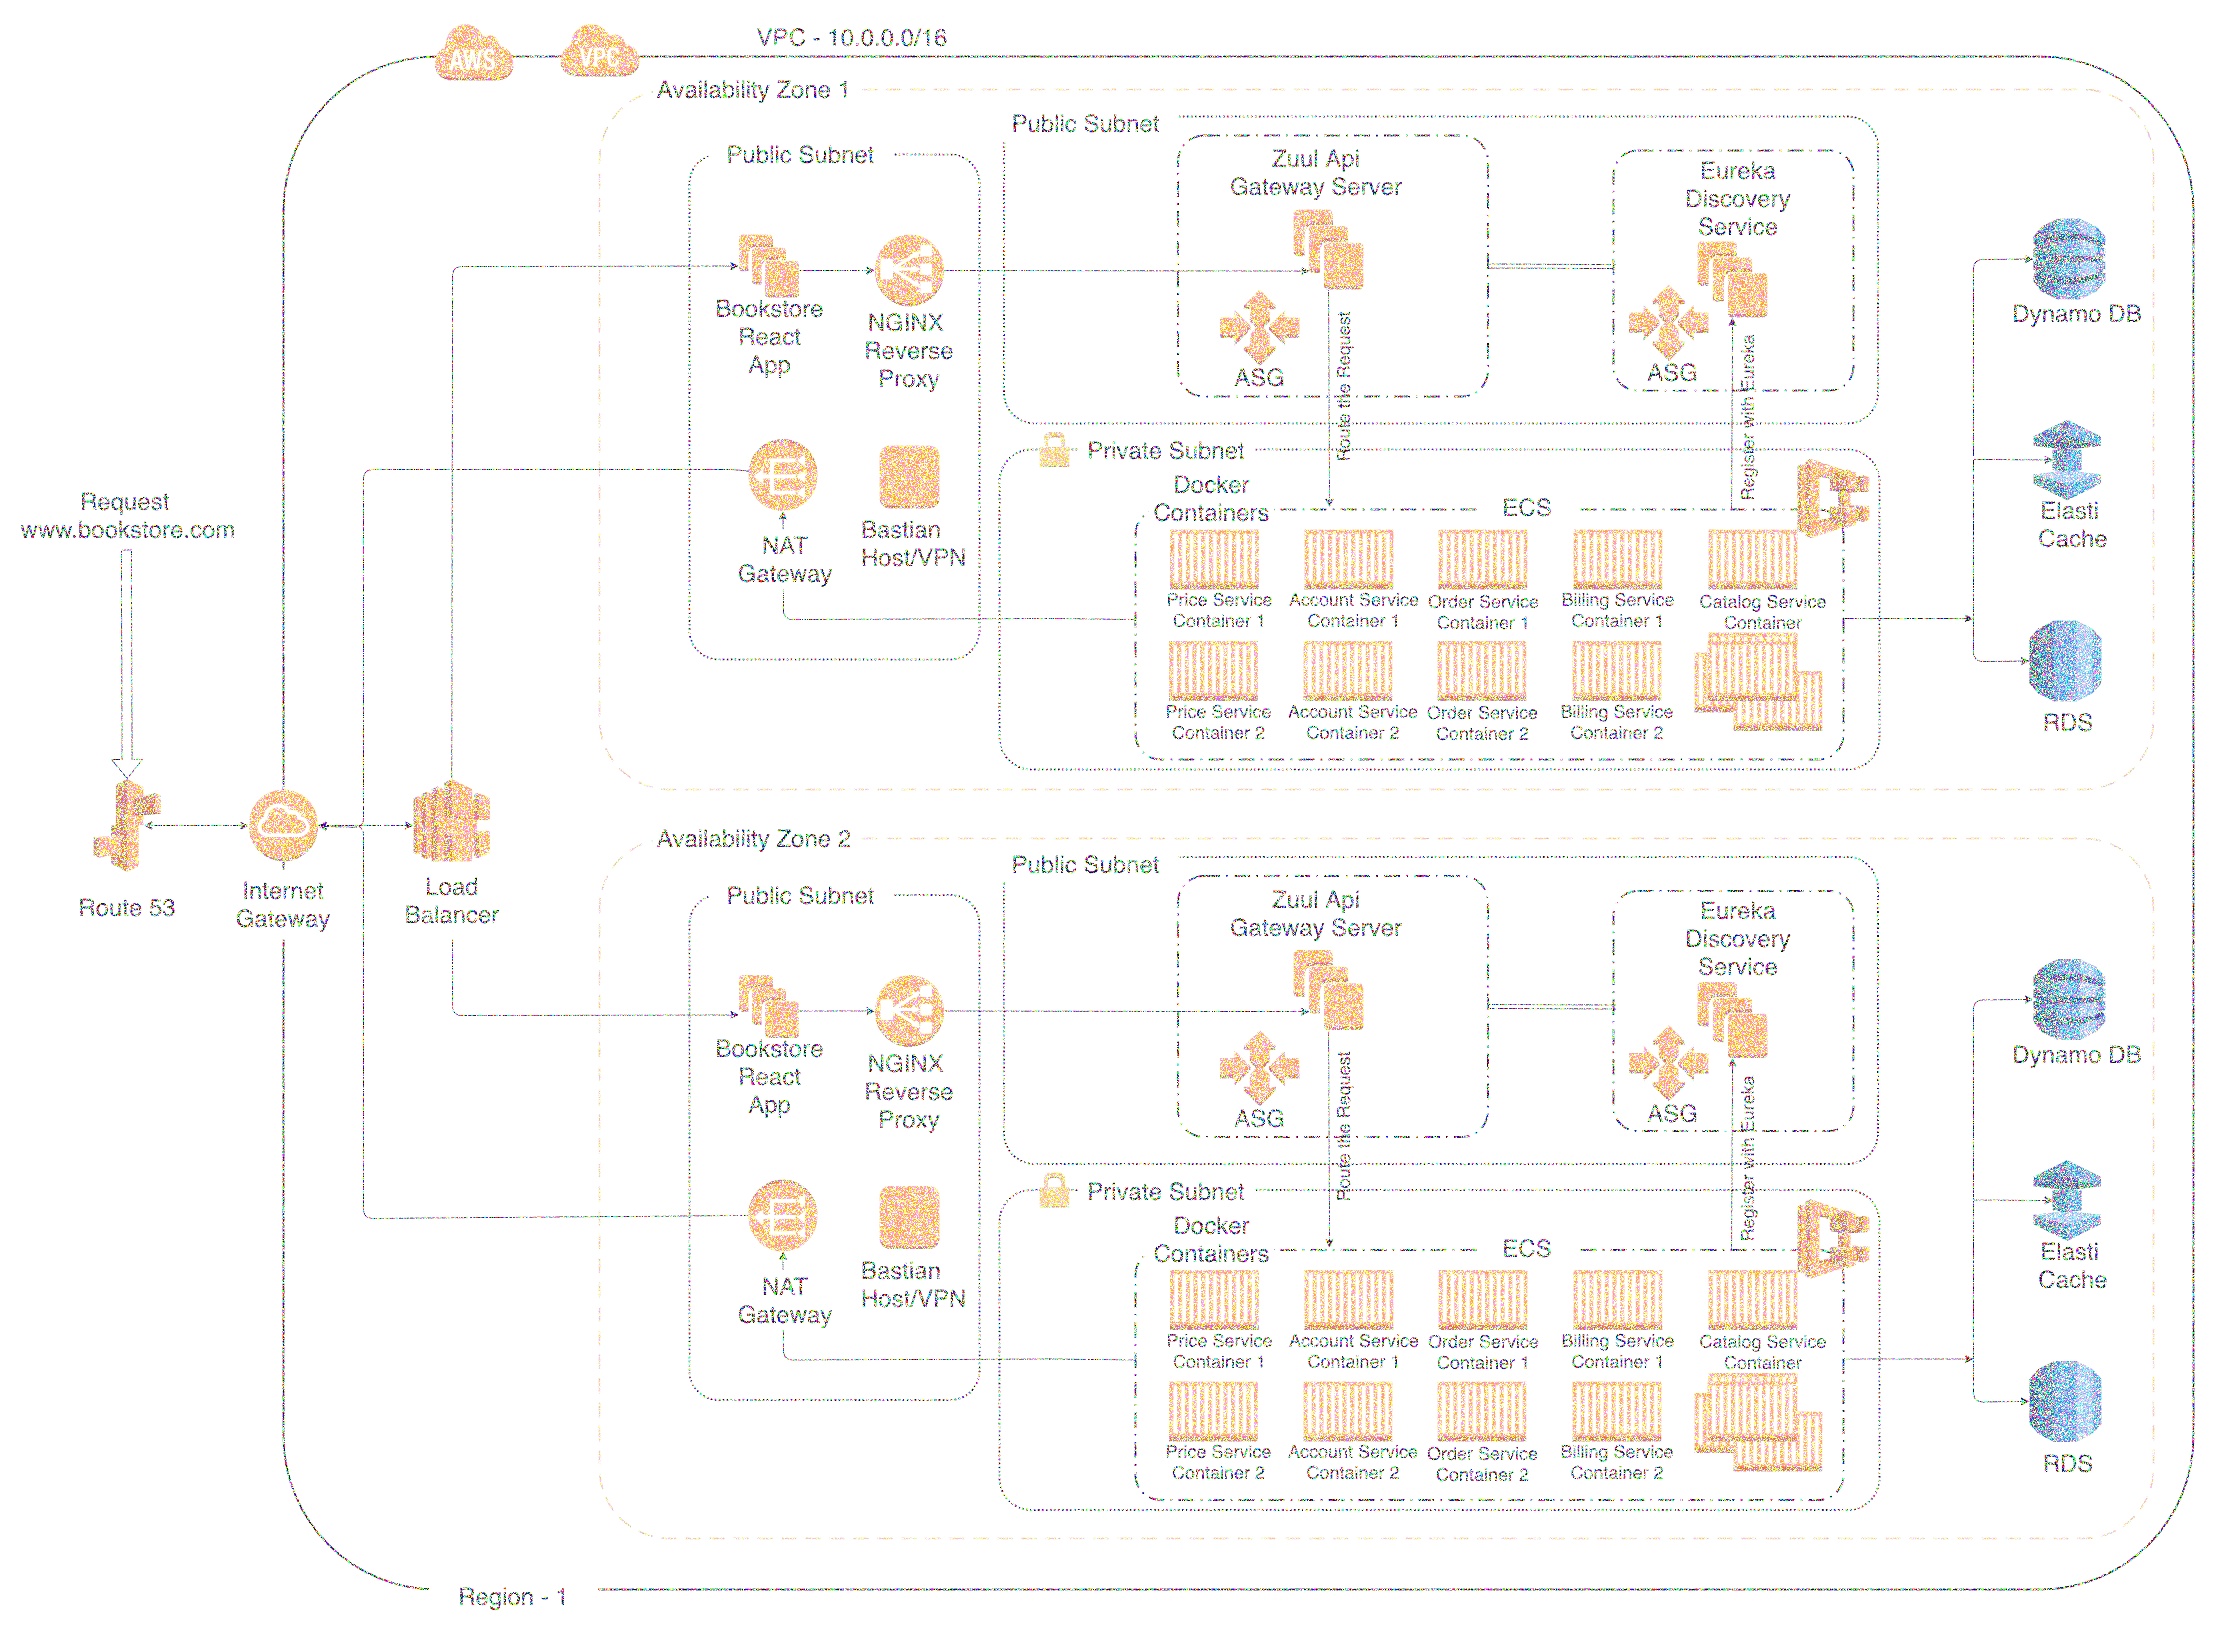 AWS
VPC
VPC - 10.0.0.0/16
Availability Zone 1
Public Subnet
Bookstore
React
App
NGINX
Reverse
Proxy
NAT
Gateway
Bastian
Host/VPN
Public Subnet
Zuul Api
Gateway Server
ASG
Eureka
Discovery
Service
ASG
Route the Request
Register with Eureka
Private Subnet
Docker
Containers
ECS
Price Service
Container 1
Account Service
Container 1
Order Service
Container 1
Billing Service
Container 1
Catalog Service
Container
Price Service
Container 2
Account Service
Container 2
Order Service
Container 2
Billing Service
Container 2
Dynamo DB
Elasti
Cache
RDS
Request
www.bookstore.com
Route 53
Internet
Gateway
Load
Balancer
Availability Zone 2
Public Subnet
Bookstore
React
App
NGINX
Reverse
Proxy
NAT
Gateway
Bastian
Host/VPN
Public Subnet
Zuul Api
Gateway Server
ASG
Eureka
Discovery
Service
ASG
Route the Request
Register with Eureka
Private Subnet
Docker
Containers
ECS
Price Service
Container 1
Account Service
Container 1
Order Service
Container 1
Billing Service
Container 1
Catalog Service
Container
Price Service
Container 2
Account Service
Container 2
Order Service
Container 2
Billing Service
Container 2
Dynamo DB
Elasti
Cache
RDS
Region - 1